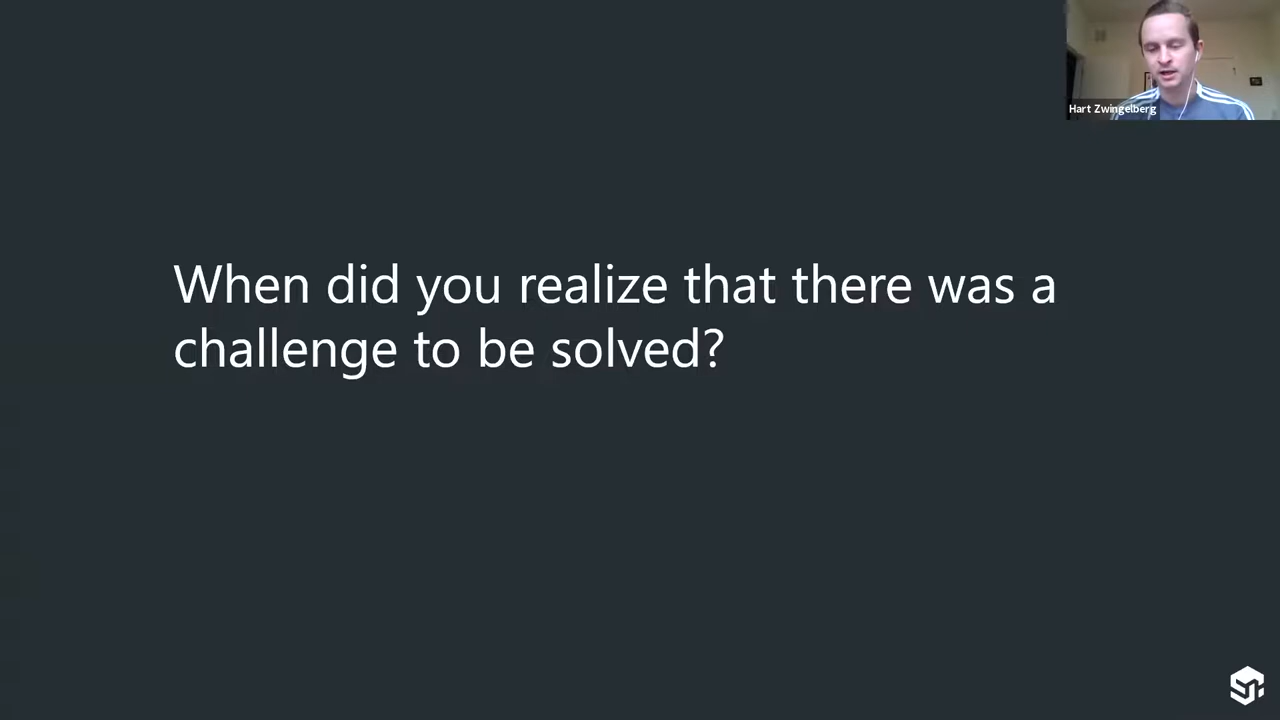 Hart Zwingelberg
When did you realize that there was a
challenge to be solved?